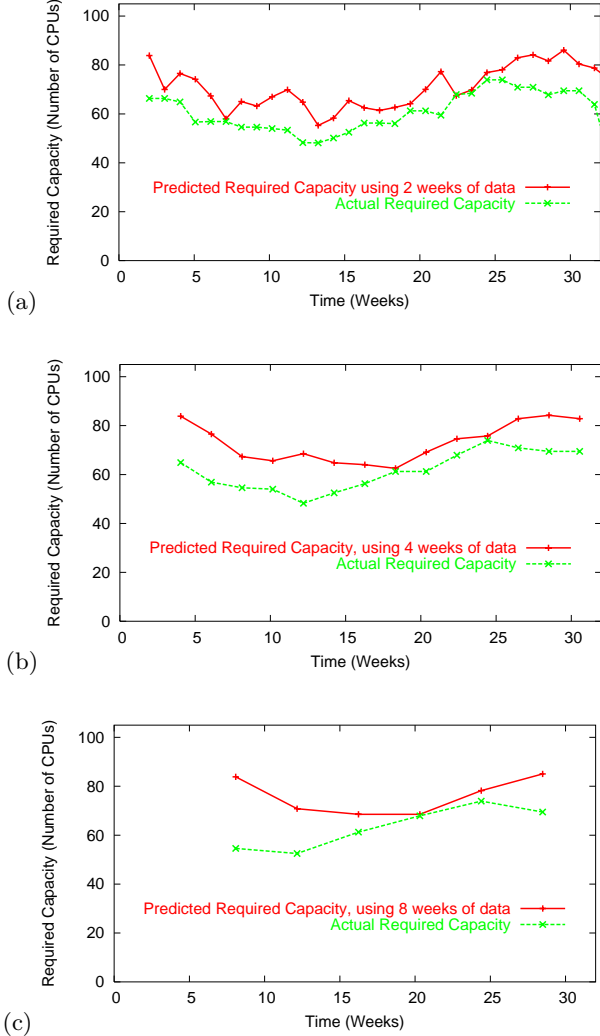 Required Capacity (Number of CPUs)
100
80
60
40
20
0
Predicted Required Capacity using 2 weeks of data
Actual Required Capacity
0 5 10 15 20 25 30
Time (Weeks)
(a)
Required Capacity (Number of CPUs)
100
80
60
40
20
0
Predicted Required Capacity, using 4 weeks of data
Actual Required Capacity
0 5 10 15 20 25 30
Time (Weeks)
(b)
Required Capacity (Number of CPUs)
100
80
60
40
20
0
Predicted Required Capacity, using 8 weeks of data
Actual Required Capacity
0 5 10 15 20 25 30
Time (Weeks)
(c)